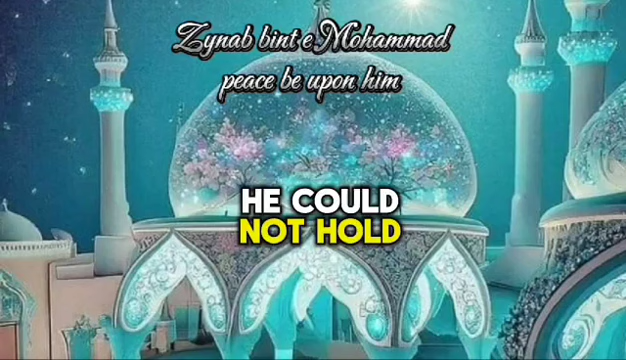 Zynab bint e Mohammad
peace be upon him
HE COULD
NOT HOLD